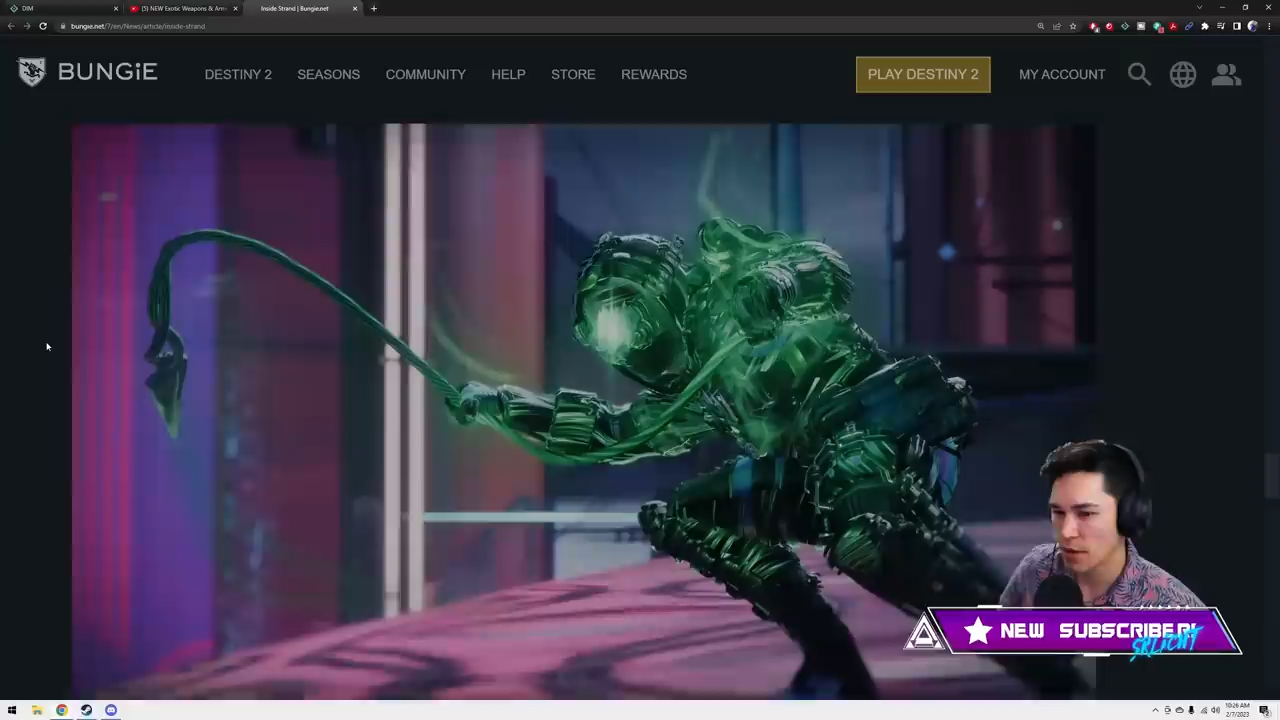 DIM
(5) NEW Exotic Weapons & Arm
Inside Strand | Bungie.net
bungie.net/7/en/News/article/inside-strand
BUNGiE
DESTINY 2
SEASONS
COMMUNITY
HELP
STORE
REWARDS
PLAY DESTINY 2
MY ACCOUNT
NEW SUBSCRIBER!
SRLICHT
10:26 AM
2/7/2023